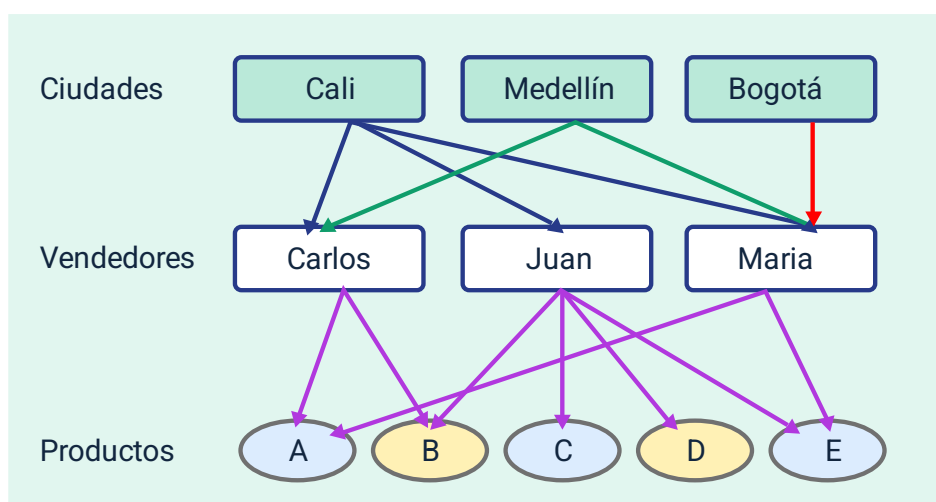 Ciudades Cali Medellín Bogotá
Vendedores Carlos Juan Maria
Productos A B C D E